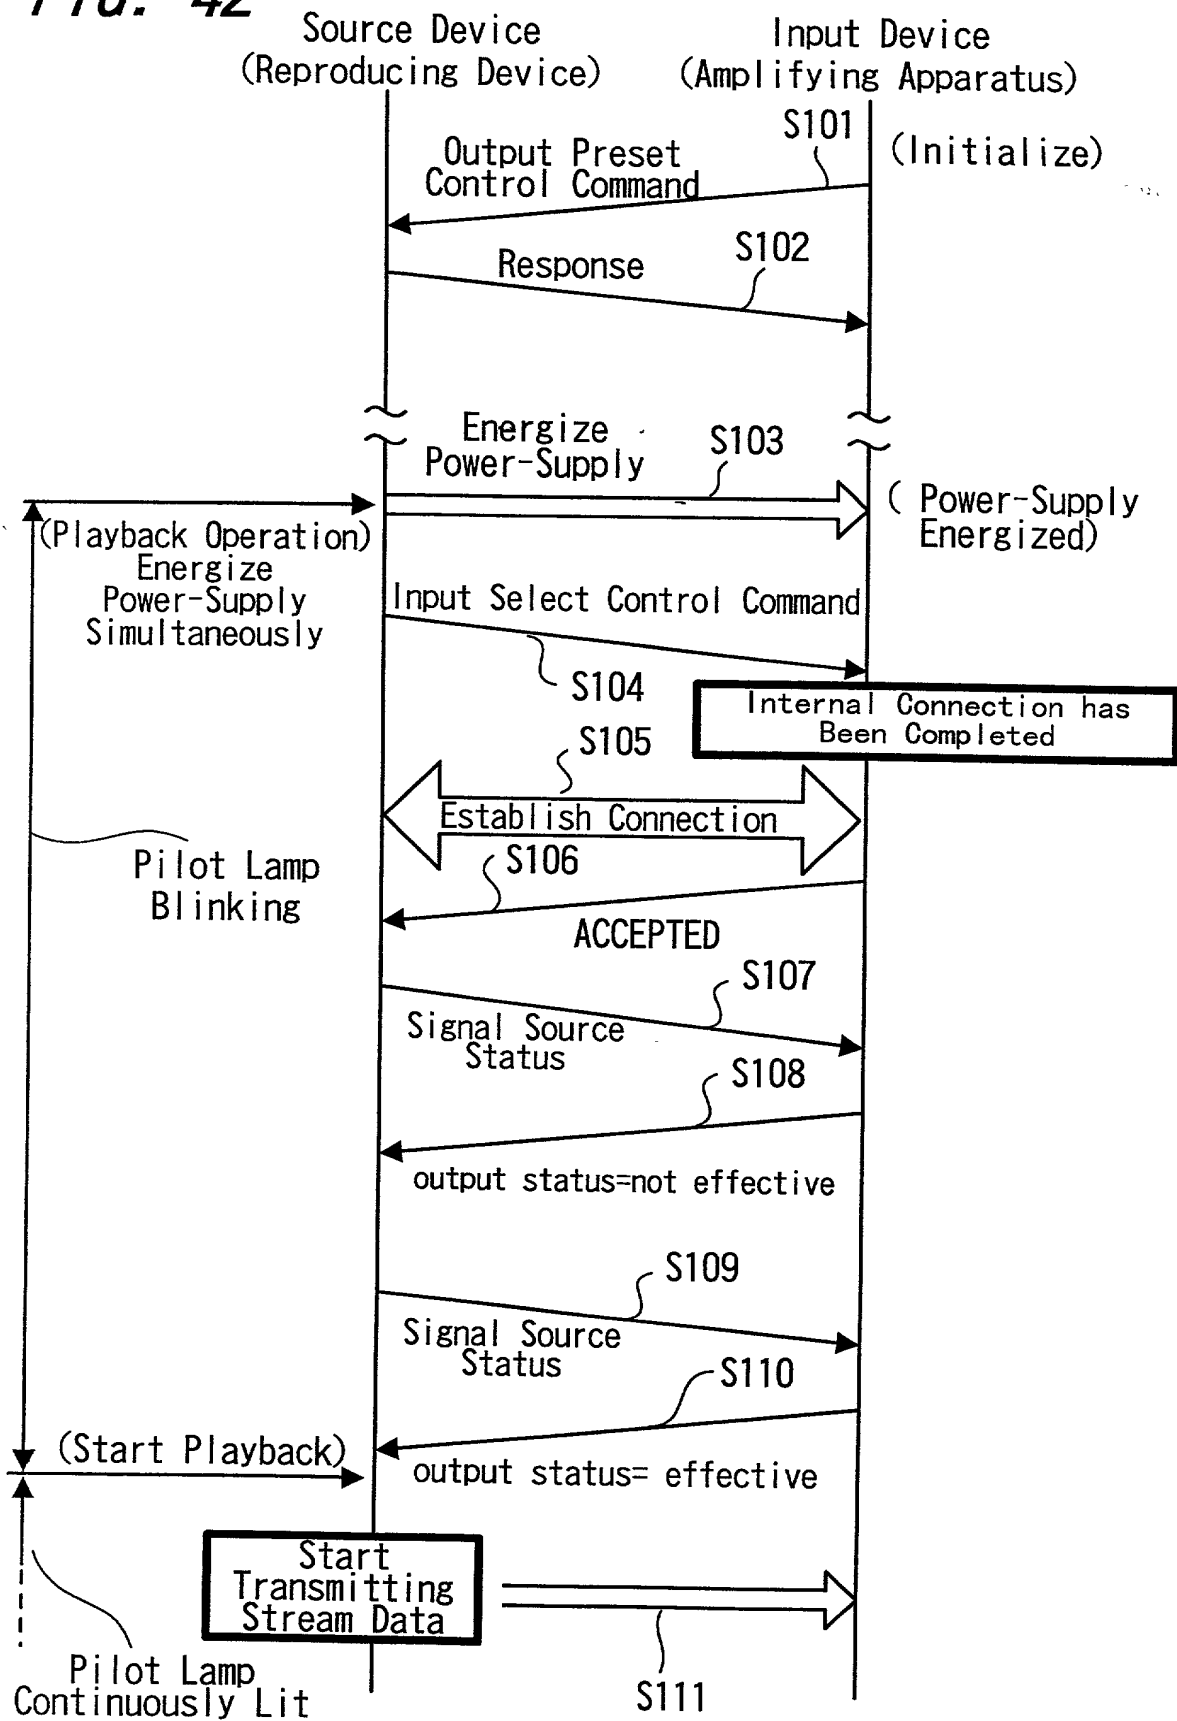 FIG. 42
Source Device
(Reproducing Device)
Input Device
(Amplifying Apparatus)
S101
(Initialize)
Output Preset
Control Command
S102
Response
Energize
Power-Supply
S103
( Power-Supply
Energized)
(Playback Operation)
Energize
Power-Supply
Simultaneously
Input Select Control Command
S104
Internal Connection has
Been Completed
S105
Establish Connection
Pilot Lamp
Blinking
S106
ACCEPTED
S107
Signal Source
Status
S108
output status=not effective
S109
Signal Source
Status
S110
(Start Playback)
output status= effective
Start
Transmitting
Stream Data
S111
Pilot Lamp
Continuously Lit